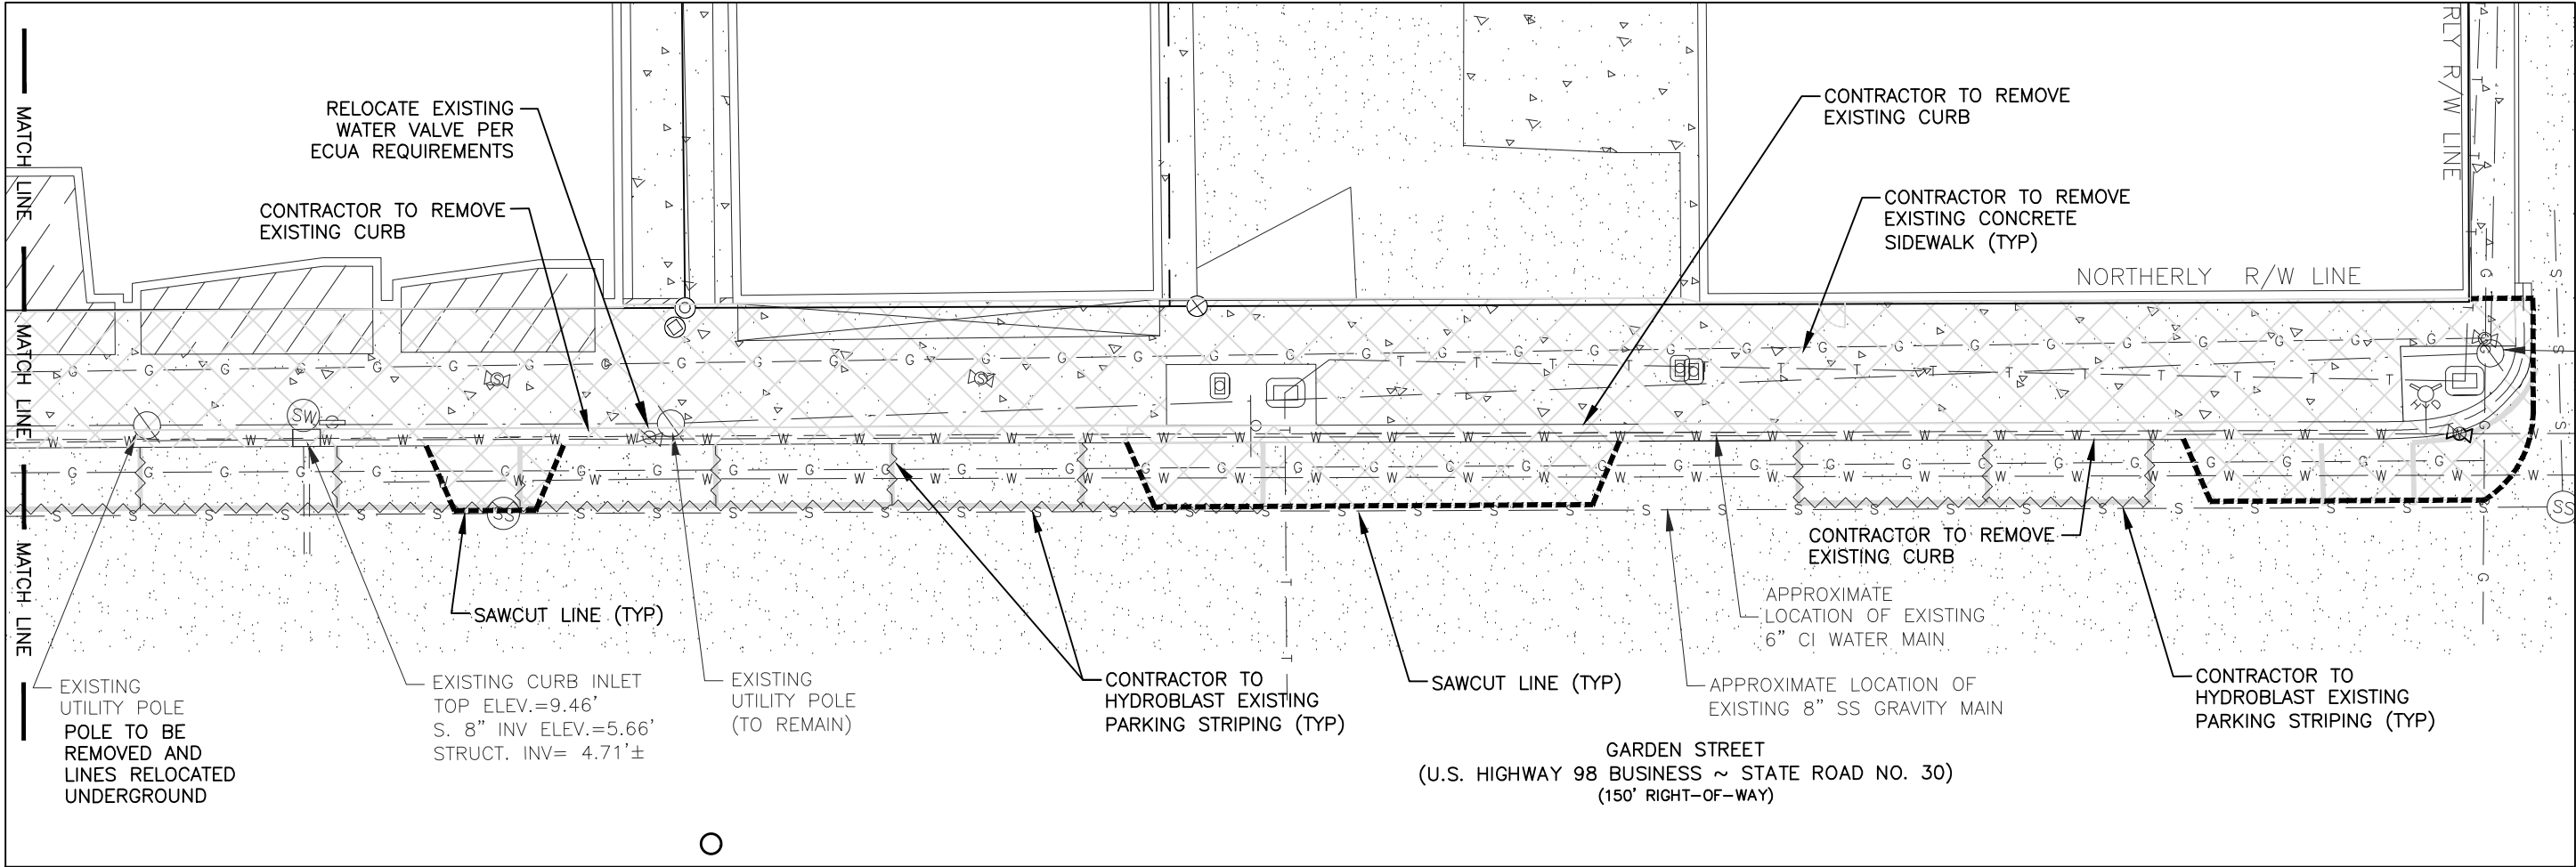 MATCH LINE
MATCH LINE
MATCH LINE
RELOCATE EXISTING
WATER VALVE PER
ECUA REQUIREMENTS
CONTRACTOR TO REMOVE
EXISTING CURB
CONTRACTOR TO REMOVE
EXISTING CURB
CONTRACTOR TO REMOVE
EXISTING CONCRETE
SIDEWALK (TYP)
RLY R/W LINE
NORTHERLY R/W LINE
SW
SS
SS
SAWCUT LINE (TYP)
CONTRACTOR TO REMOVE
EXISTING CURB
APPROXIMATE
LOCATION OF EXISTING
6" CI WATER MAIN
EXISTING
UTILITY POLE
POLE TO BE
REMOVED AND
LINES RELOCATED
UNDERGROUND
EXISTING CURB INLET
TOP ELEV.=9.46'
S. 8" INV ELEV.=5.66'
STRUCT. INV= 4.71'±
EXISTING
UTILITY POLE
(TO REMAIN)
CONTRACTOR TO
HYDROBLAST EXISTING
PARKING STRIPING (TYP)
SAWCUT LINE (TYP)
APPROXIMATE LOCATION OF
EXISTING 8" SS GRAVITY MAIN
CONTRACTOR TO
HYDROBLAST EXISTING
PARKING STRIPING (TYP)
GARDEN STREET
(U.S. HIGHWAY 98 BUSINESS ~ STATE ROAD NO. 30)
(150' RIGHT-OF-WAY)